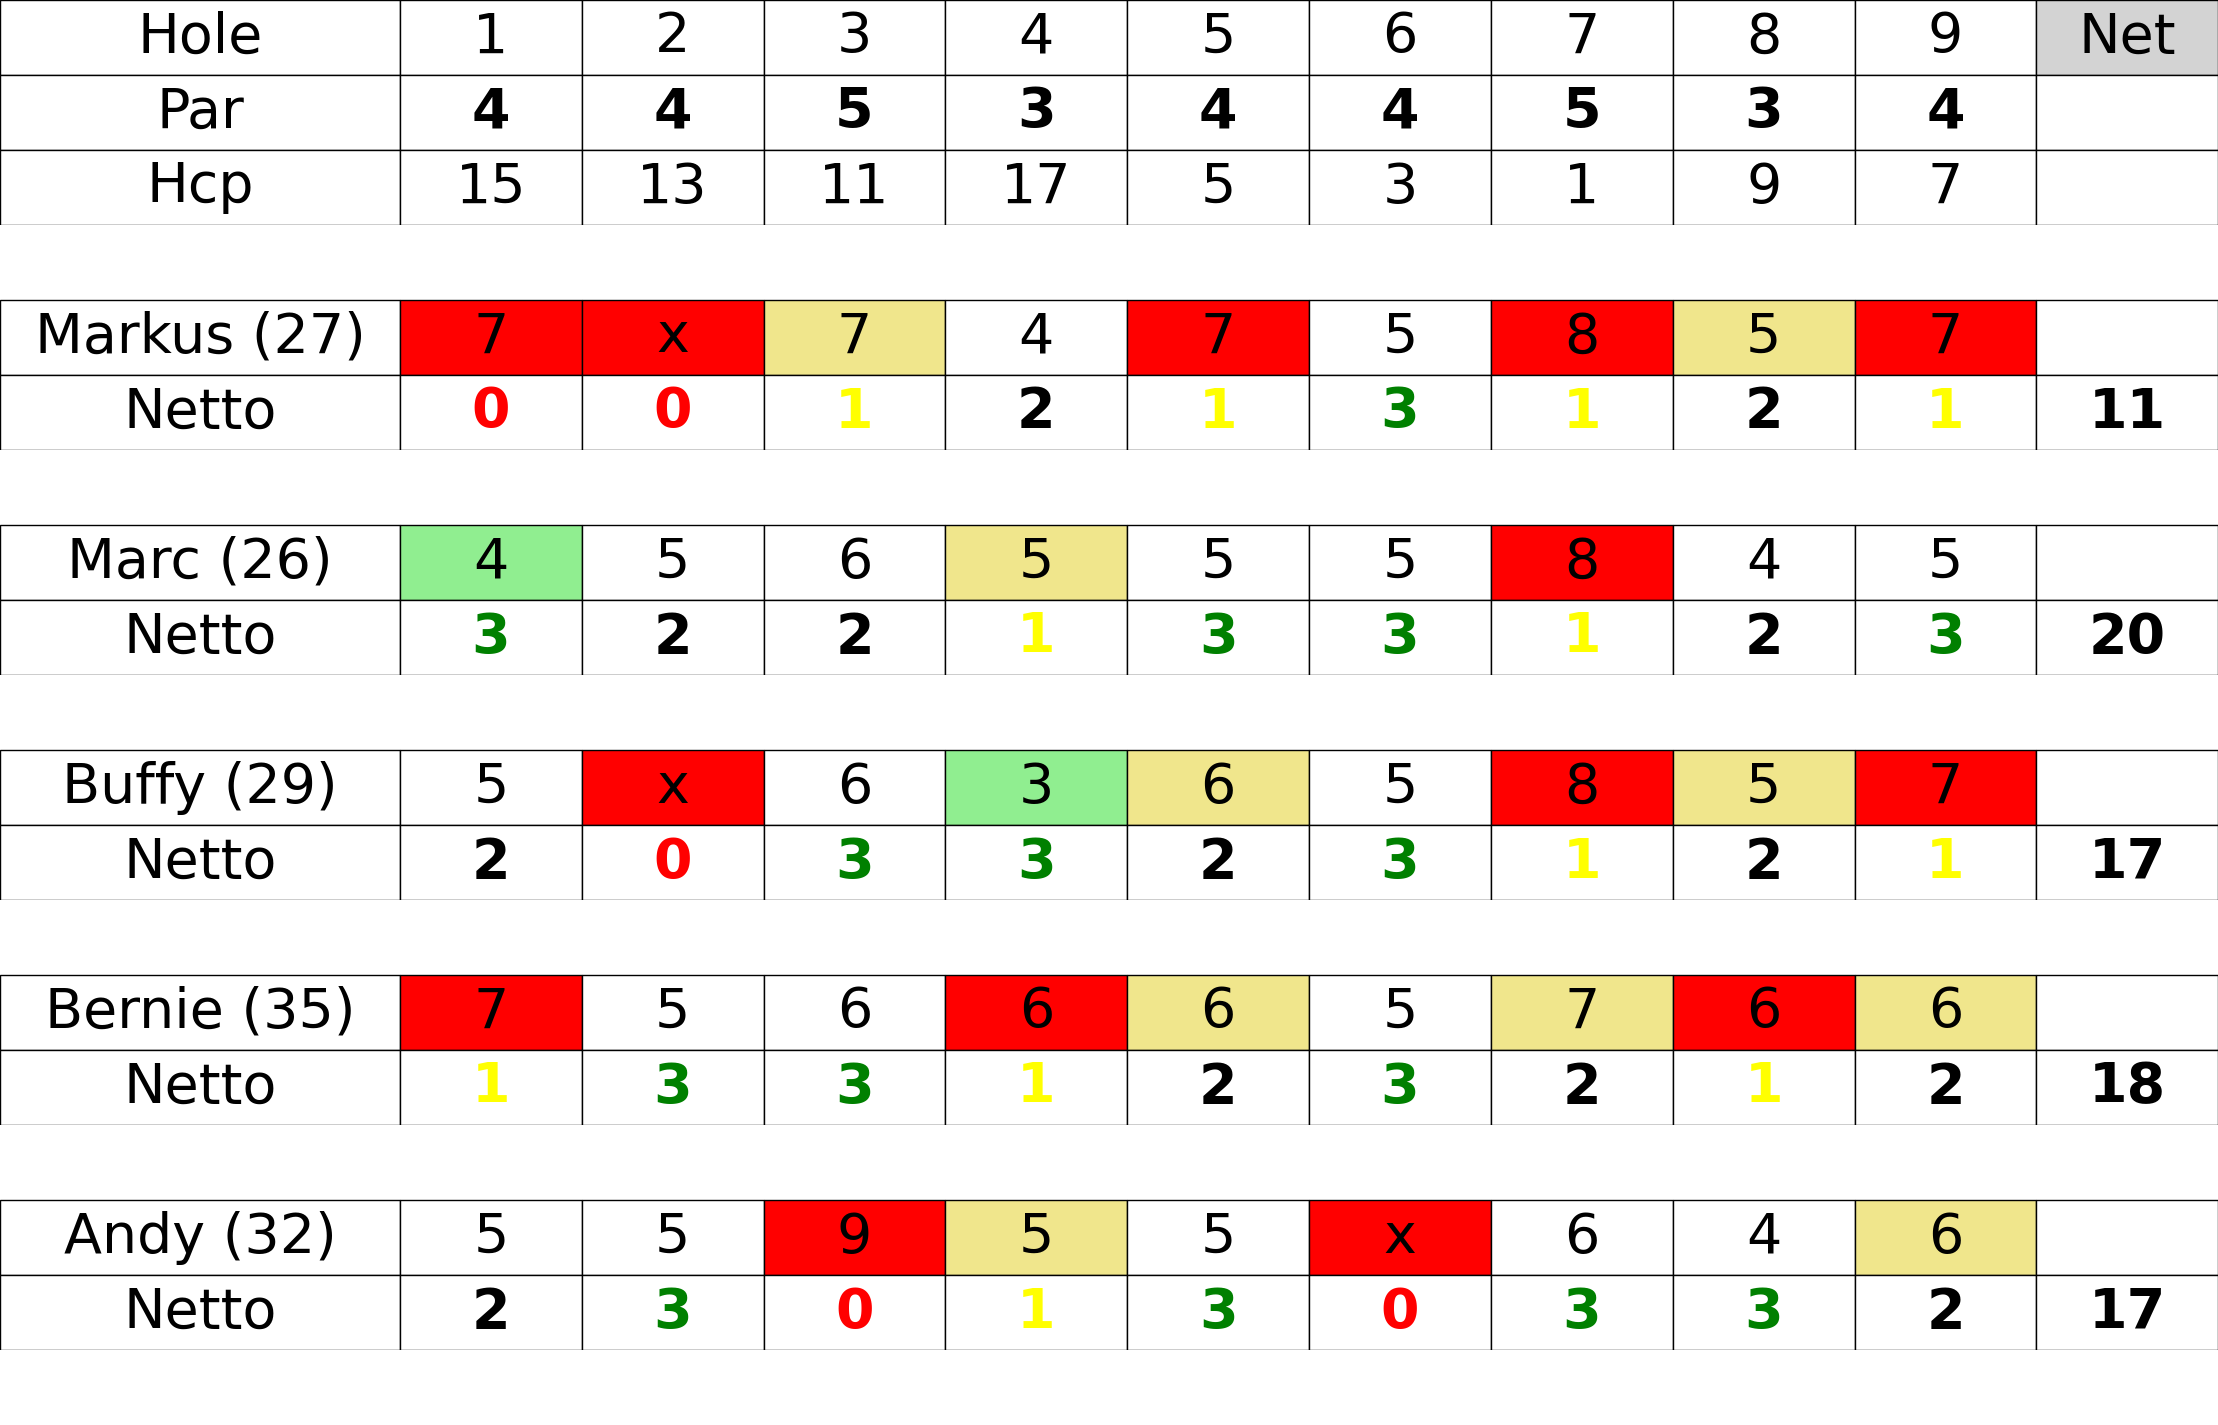 Hole 1 2 3 4 5 6 7 8 9 Net
Par 4 4 5 3 4 4 5 3 4
Hcp 15 13 11 17 5 3 1 9 7
Markus (27) 7 x 7 4 7 5 8 5 7
Netto 0 0 1 2 1 3 1 2 1 11
Marc (26) 4 5 6 5 5 5 8 4 5
Netto 3 2 2 1 3 3 1 2 3 20
Buffy (29) 5 x 6 3 6 5 8 5 7
Netto 2 0 3 3 2 3 1 2 1 17
Bernie (35) 7 5 6 6 6 5 7 6 6
Netto 1 3 3 1 2 3 2 1 2 18
Andy (32) 5 5 9 5 5 x 6 4 6
Netto 2 3 0 1 3 0 3 3 2 17